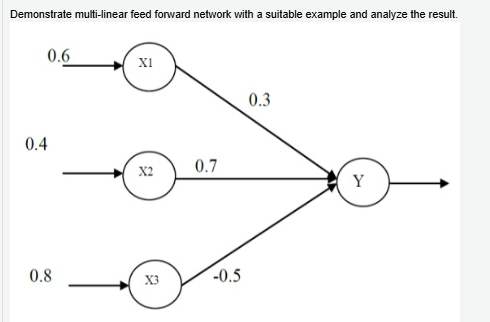 Demonstrate multi-linear feed forward network with a suitable example and analyze the result.
0.6
X1
0.3
0.4
X2
0.7
Y
0.8
X3
-0.5